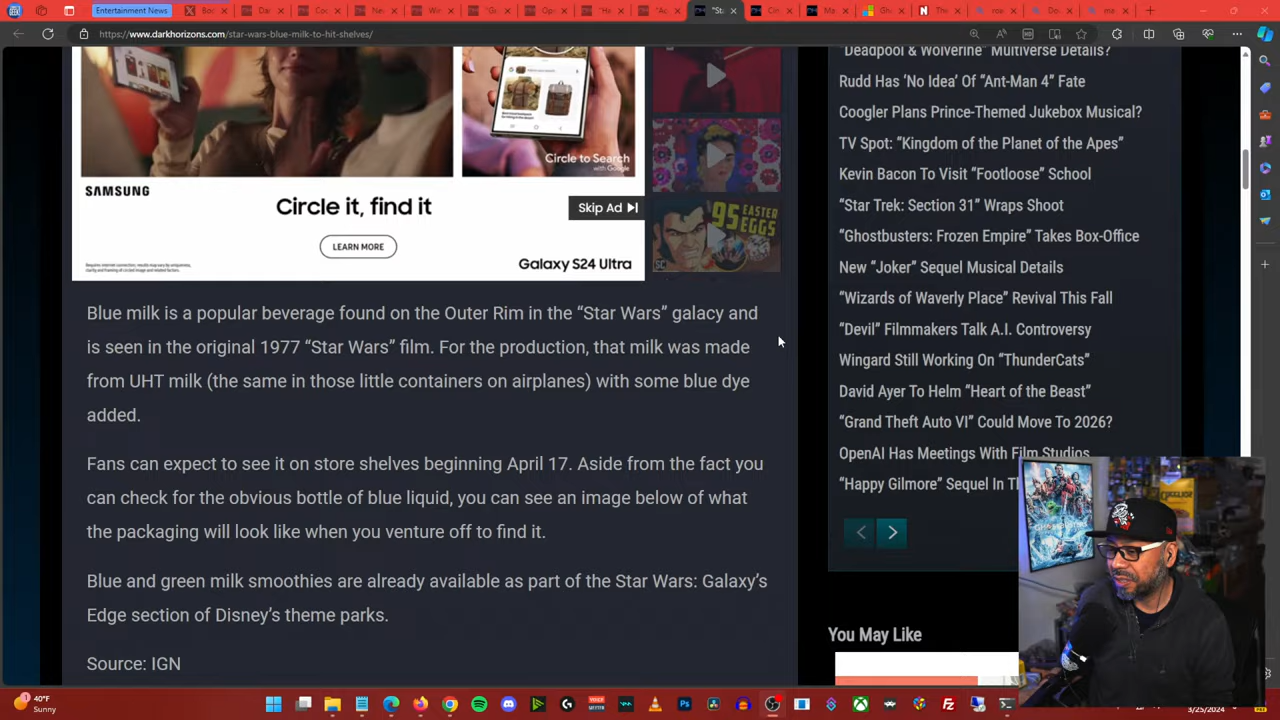 Entertainment News
https://www.darkhorizons.com/star-wars-blue-milk-to-hit-shelves/
"Deadpool & Wolverine" Multiverse Details?
Rudd Has ‘No Idea’ Of “Ant-Man 4” Fate
Coogler Plans Prince-Themed Jukebox Musical?
TV Spot: “Kingdom of the Planet of the Apes”
Kevin Bacon To Visit “Footloose” School
“Star Trek: Section 31” Wraps Shoot
“Ghostbusters: Frozen Empire” Takes Box-Office
New “Joker” Sequel Musical Details
“Wizards of Waverly Place” Revival This Fall
“Devil” Filmmakers Talk A.I. Controversy
Wingard Still Working On “ThunderCats”
David Ayer To Helm “Heart of the Beast”
“Grand Theft Auto VI” Could Move To 2026?
OpenAI Has Meetings With Film Studios
“Happy Gilmore” Sequel In
Circle to Search
with Google
SAMSUNG
Circle it, find it
Skip Ad
LEARN MORE
Galaxy S24 Ultra
95 EASTER
EGGS
Blue milk is a popular beverage found on the Outer Rim in the “Star Wars” galacy and
is seen in the original 1977 “Star Wars” film. For the production, that milk was made
from UHT milk (the same in those little containers on airplanes) with some blue dye
added.
Fans can expect to see it on store shelves beginning April 17. Aside from the fact you
can check for the obvious bottle of blue liquid, you can see an image below of what
the packaging will look like when you venture off to find it.
Blue and green milk smoothies are already available as part of the Star Wars: Galaxy’s
Edge section of Disney’s theme parks.
Source: IGN
You May Like
40°F
Sunny
3/25/2024